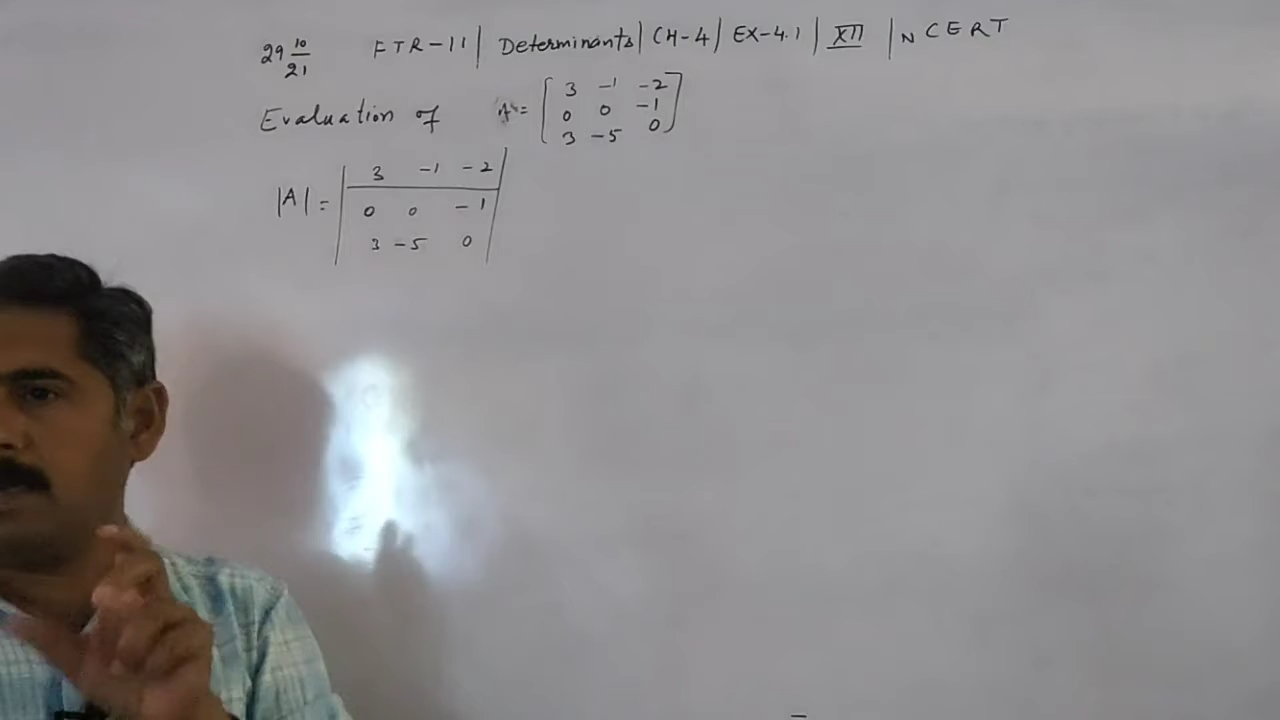 29 10/21 FTR-11 | Determinants | CH-4 | EX-4.1 | XII | NCERT
Evaluation of A = [ 3 -1 -2
0 0 -1
3 -5 0 ]
|A| = | 3 -1 -2 |
0 0 -1
3 -5 0